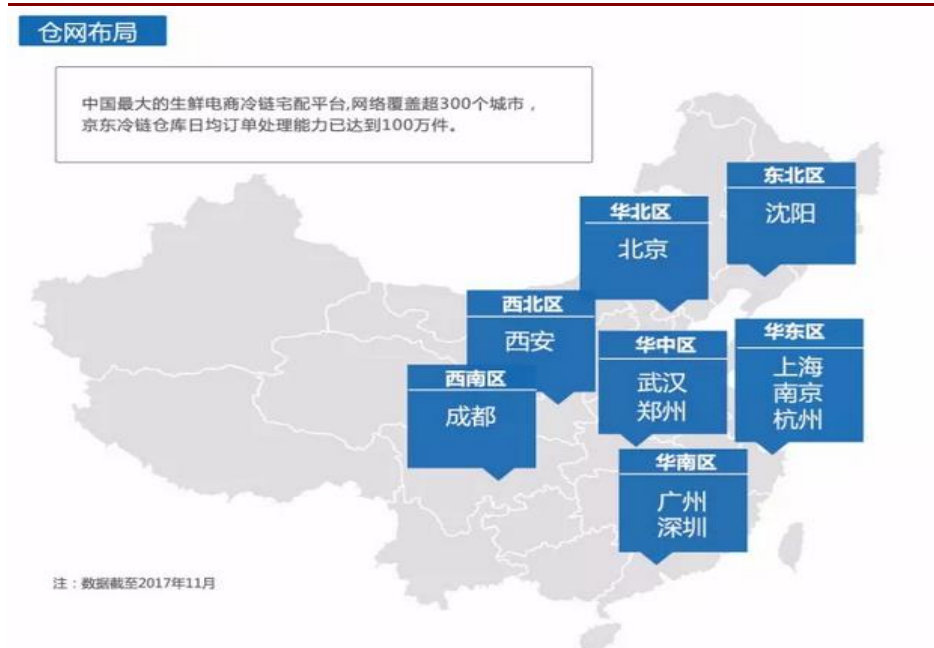 仓网布局
中国最大的生鲜电商冷链宅配平台,网络覆盖超300个城市，
京东冷链仓库日均订单处理能力已达到100万件。
东北区
沈阳
华北区
北京
西北区
西安
华中区
武汉
郑州
华东区
上海
南京
杭州
西南区
成都
华南区
广州
深圳
注：数据截至2017年11月